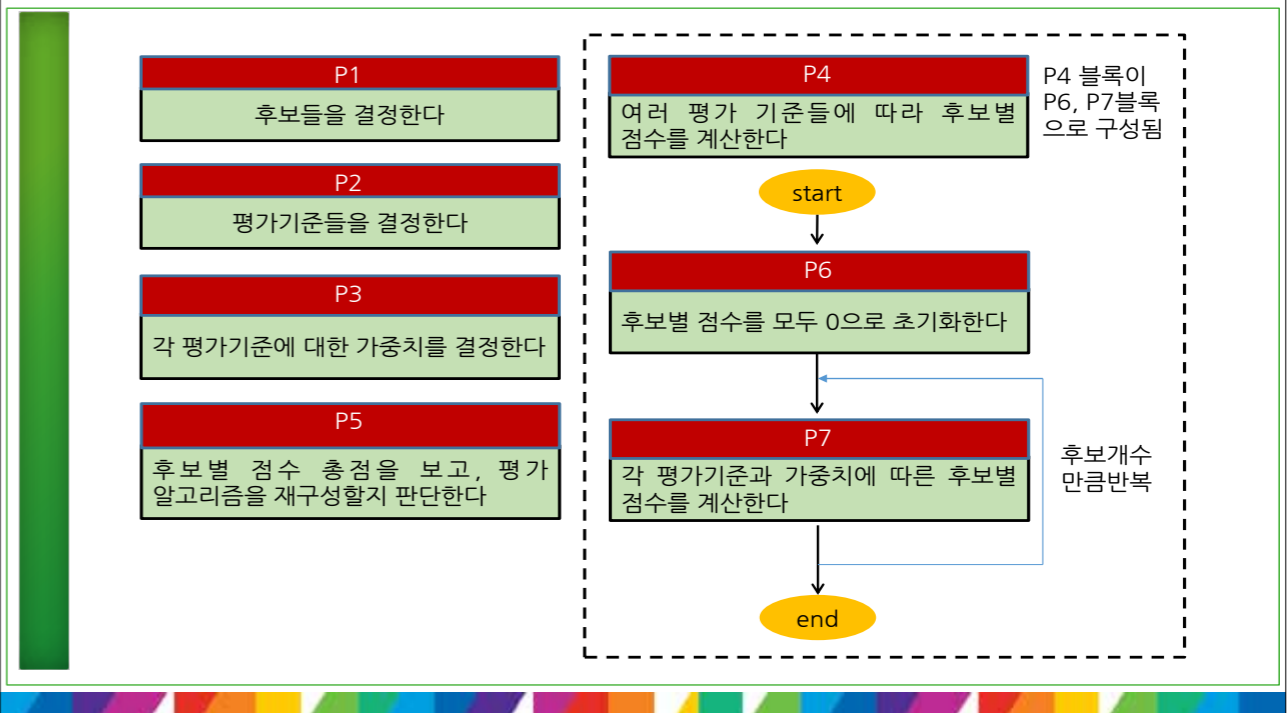 P1
후보들을 결정한다
P2
평가기준들을 결정한다
P3
각 평가기준에 대한 가중치를 결정한다
P5
후보별 점수 총점을 보고, 평가
알고리즘을 재구성할지 판단한다
P4
여러 평가 기준들에 따라 후보별
점수를 계산한다
P4 블록이
P6, P7블록
으로 구성됨
start
P6
후보별 점수를 모두 0으로 초기화한다
P7
각 평가기준과 가중치에 따른 후보별
점수를 계산한다
후보개수
만큼반복
end